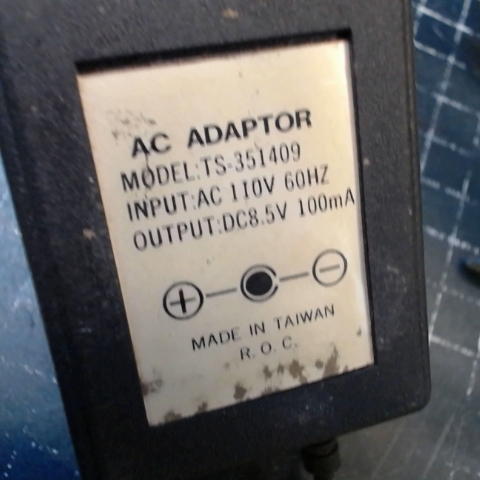 AC ADAPTOR
MODEL:TS-351409
INPUT:AC 110V 60HZ
OUTPUT:DC8.5V 100mA
MADE IN TAIWAN
R.O.C.